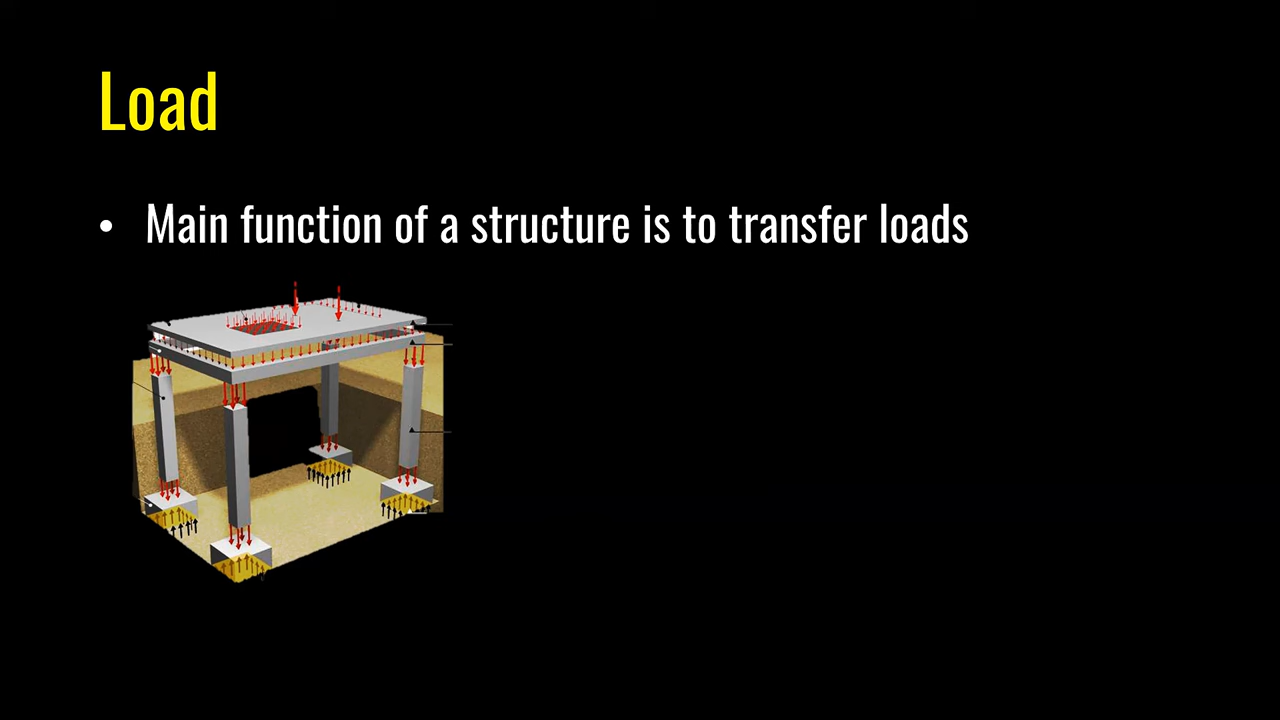 Load
• Main function of a structure is to transfer loads